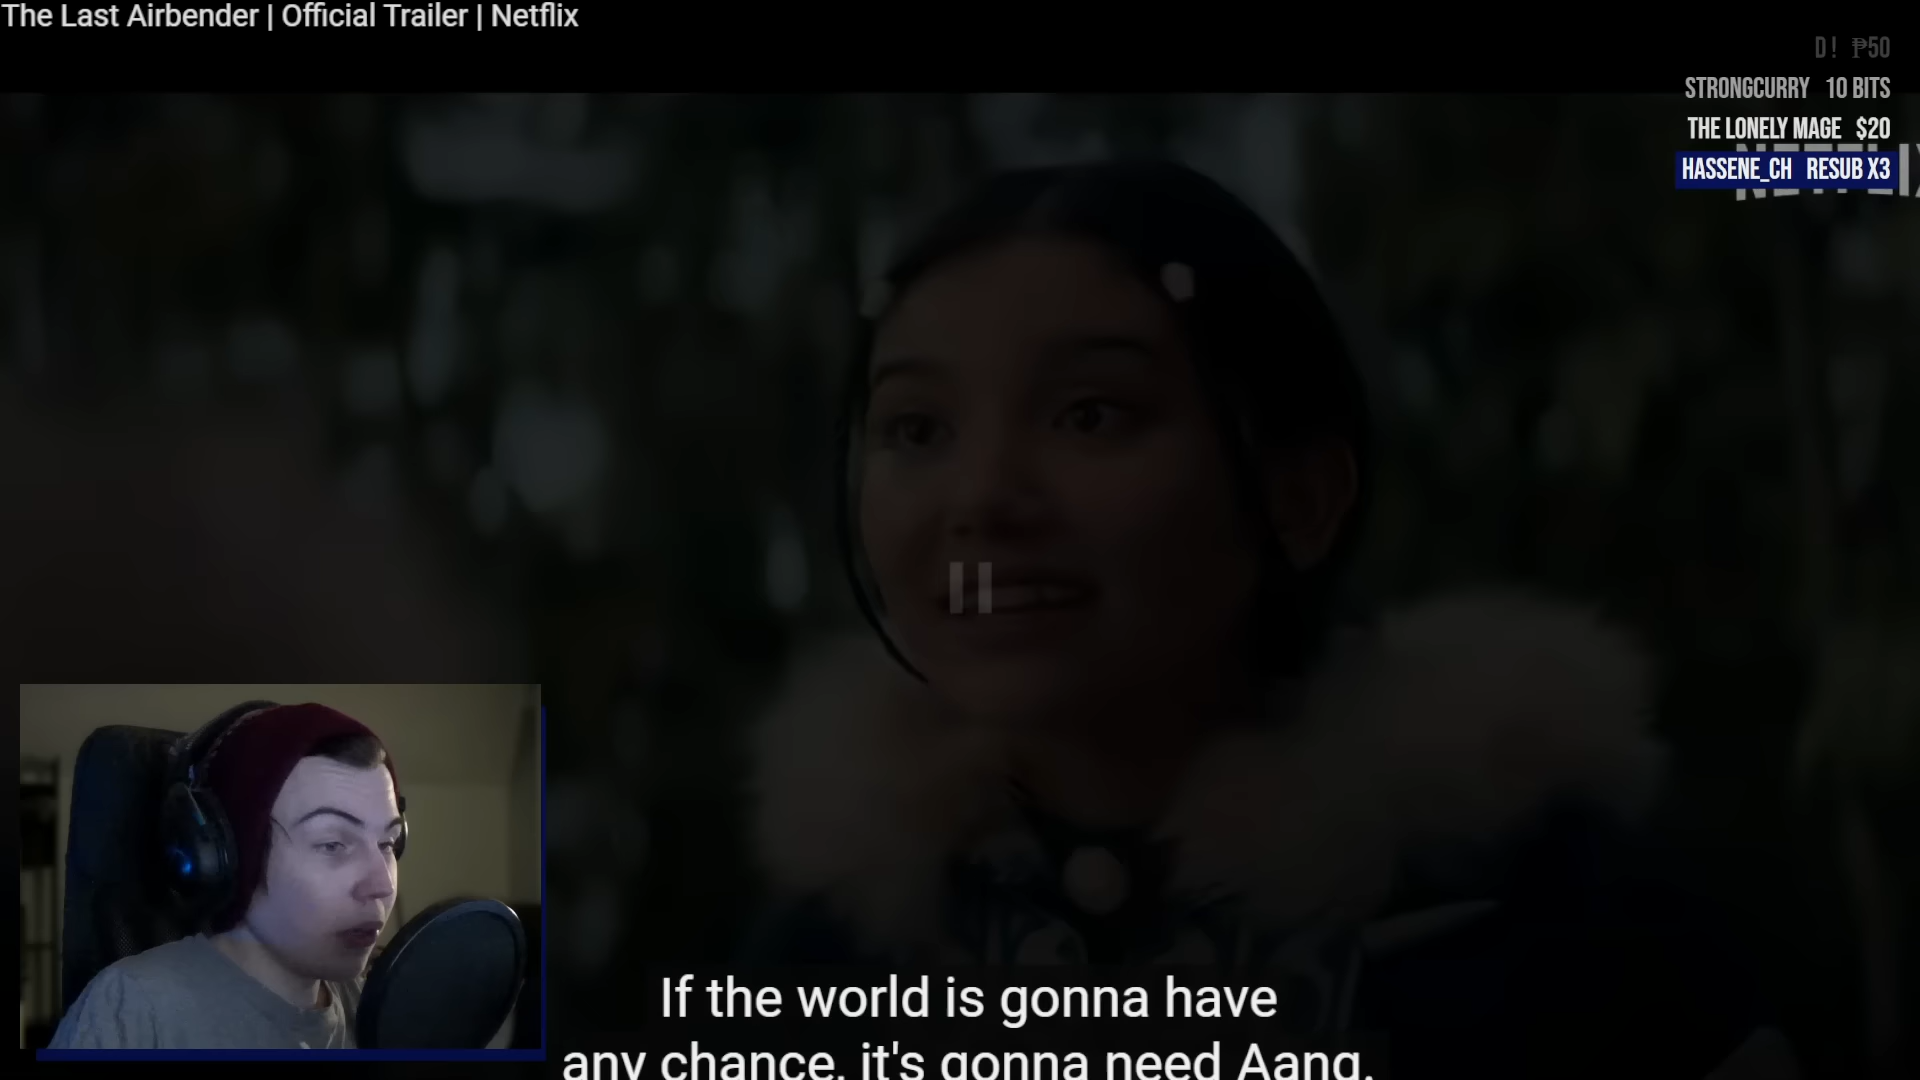 The Last Airbender | Official Trailer | Netflix
D! ₱50
STRONGCURRY 10 BITS
THE LONELY MAGE $20
HASSENE_CH RESUB X3
If the world is gonna have
any chance, it's gonna need Aang.